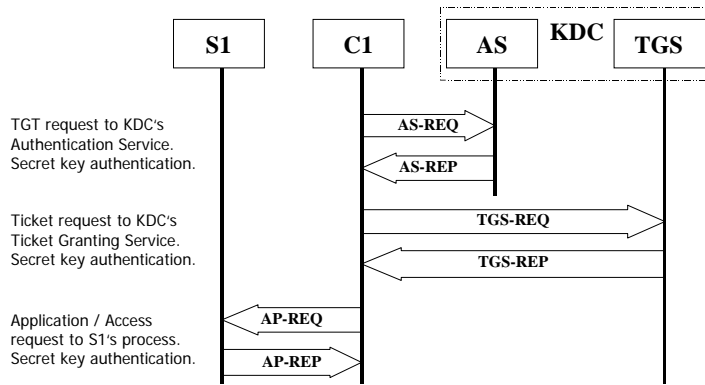 KDC
S1
C1
AS
TGS
TGT request to KDC's
Authentication Service.
Secret key authentication.
AS-REQ
AS-REP
Ticket request to KDC's
Ticket Granting Service.
Secret key authentication.
TGS-REQ
TGS-REP
Application / Access
request to S1's process.
Secret key authentication.
AP-REQ
AP-REP